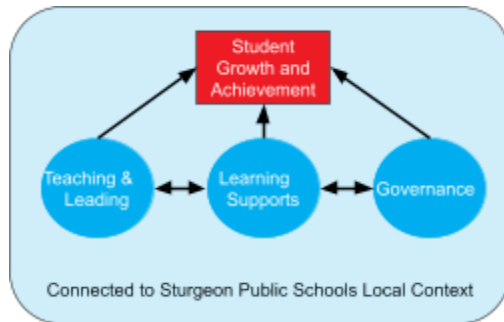 Student
Growth and
Achievement
Teaching &
Leading
Learning
Supports
Governance
Connected to Sturgeon Public Schools Local Context